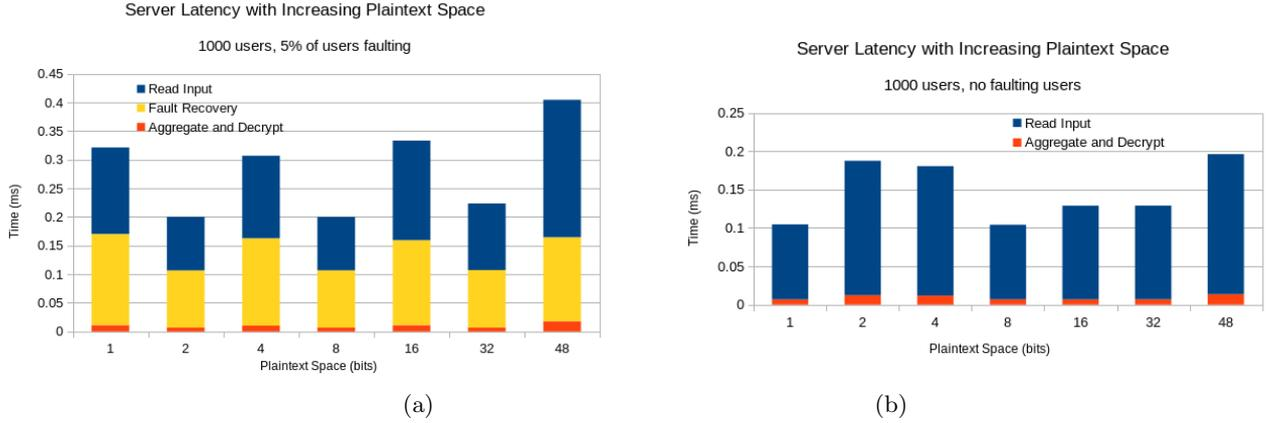 Server Latency with Increasing Plaintext Space
1000 users, 5% of users faulting
0.45
0.4
0.35
0.3
0.25
0.2
0.15
0.1
0.05
0
Time (ms)
Read Input
Fault Recovery
Aggregate and Decrypt
1 2 4 8 16 32 48
Plaintext Space (bits)
(a)
Server Latency with Increasing Plaintext Space
1000 users, no faulting users
0.25
0.2
0.15
0.1
0.05
0
Time (ms)
Read Input
Aggregate and Decrypt
1 2 4 8 16 32 48
Plaintext Space (bits)
(b)